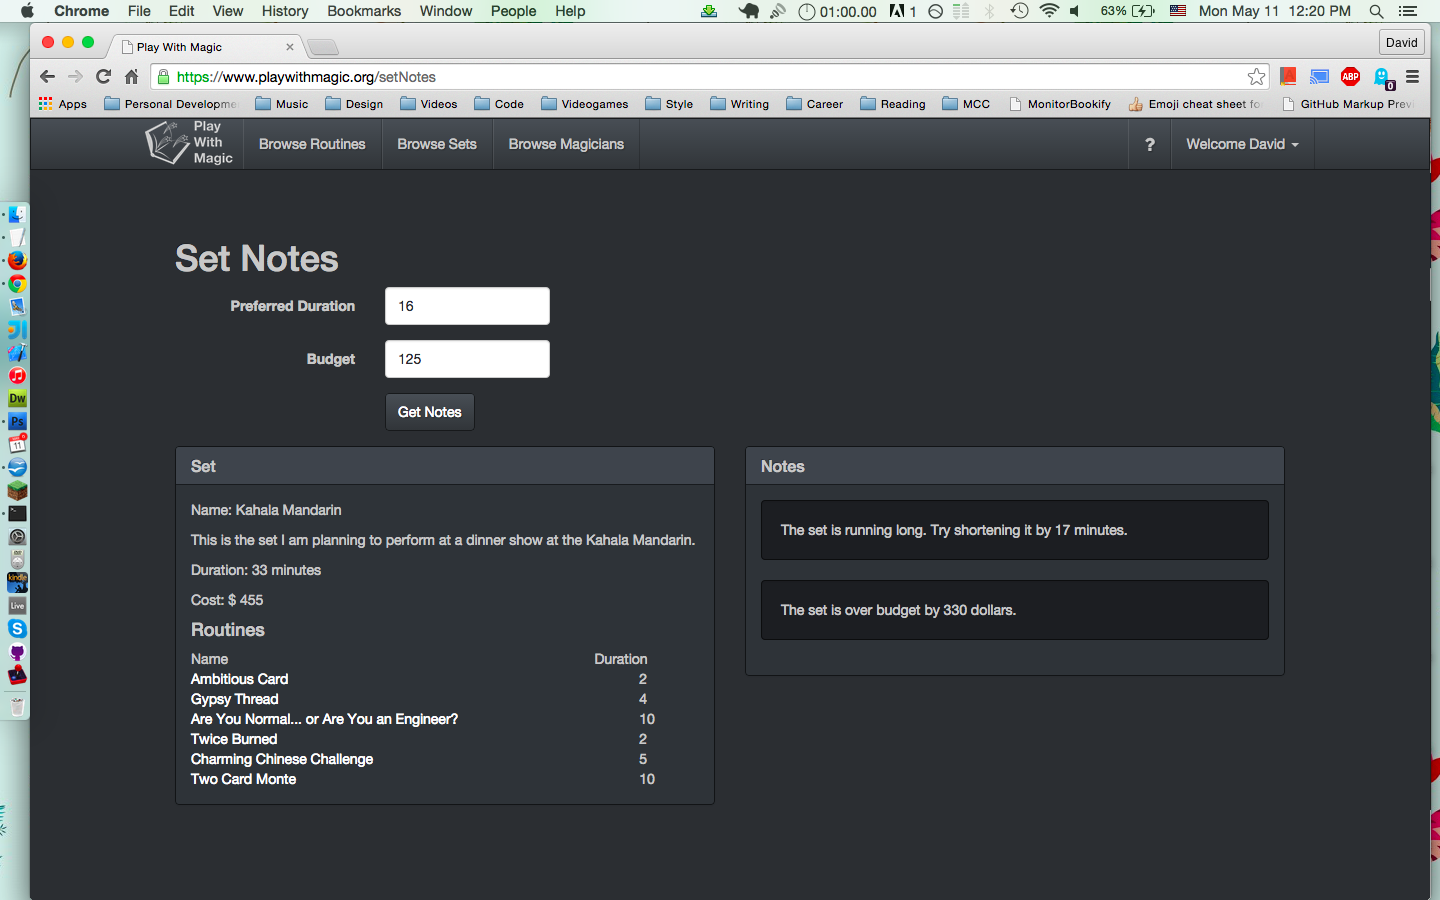 Chrome File Edit View History Bookmarks Window People Help 01:00.00 1 63% Mon May 11 12:20 PM
Play With Magic David
https://www.playwithmagic.org/setNotes ABP 0
Apps Personal Developme Music Design Videos Code Videogames Style Writing Career Reading MCC MonitorBookify Emoji cheat sheet fo GitHub Markup Prev
Play
With
Magic
Browse Routines Browse Sets Browse Magicians ? Welcome David
Set Notes
Preferred Duration 16
Budget 125
Get Notes
Set
Name: Kahala Mandarin
This is the set I am planning to perform at a dinner show at the Kahala Mandarin.
Duration: 33 minutes
Cost: $ 455
Routines
Name Duration
Ambitious Card 2
Gypsy Thread 4
Are You Normal... or Are You an Engineer? 10
Twice Burned 2
Charming Chinese Challenge 5
Two Card Monte 10
Notes
The set is running long. Try shortening it by 17 minutes.
The set is over budget by 330 dollars.
Dw
Ps
11
kindle
Live
S